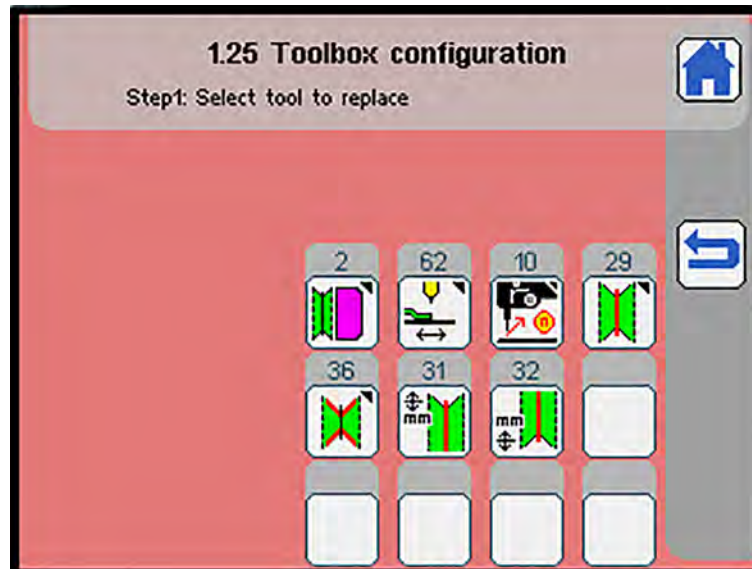 1.25 Toolbox configuration
Step1: Select tool to replace
2 62 10 29
n
36 31 32
mm
mm